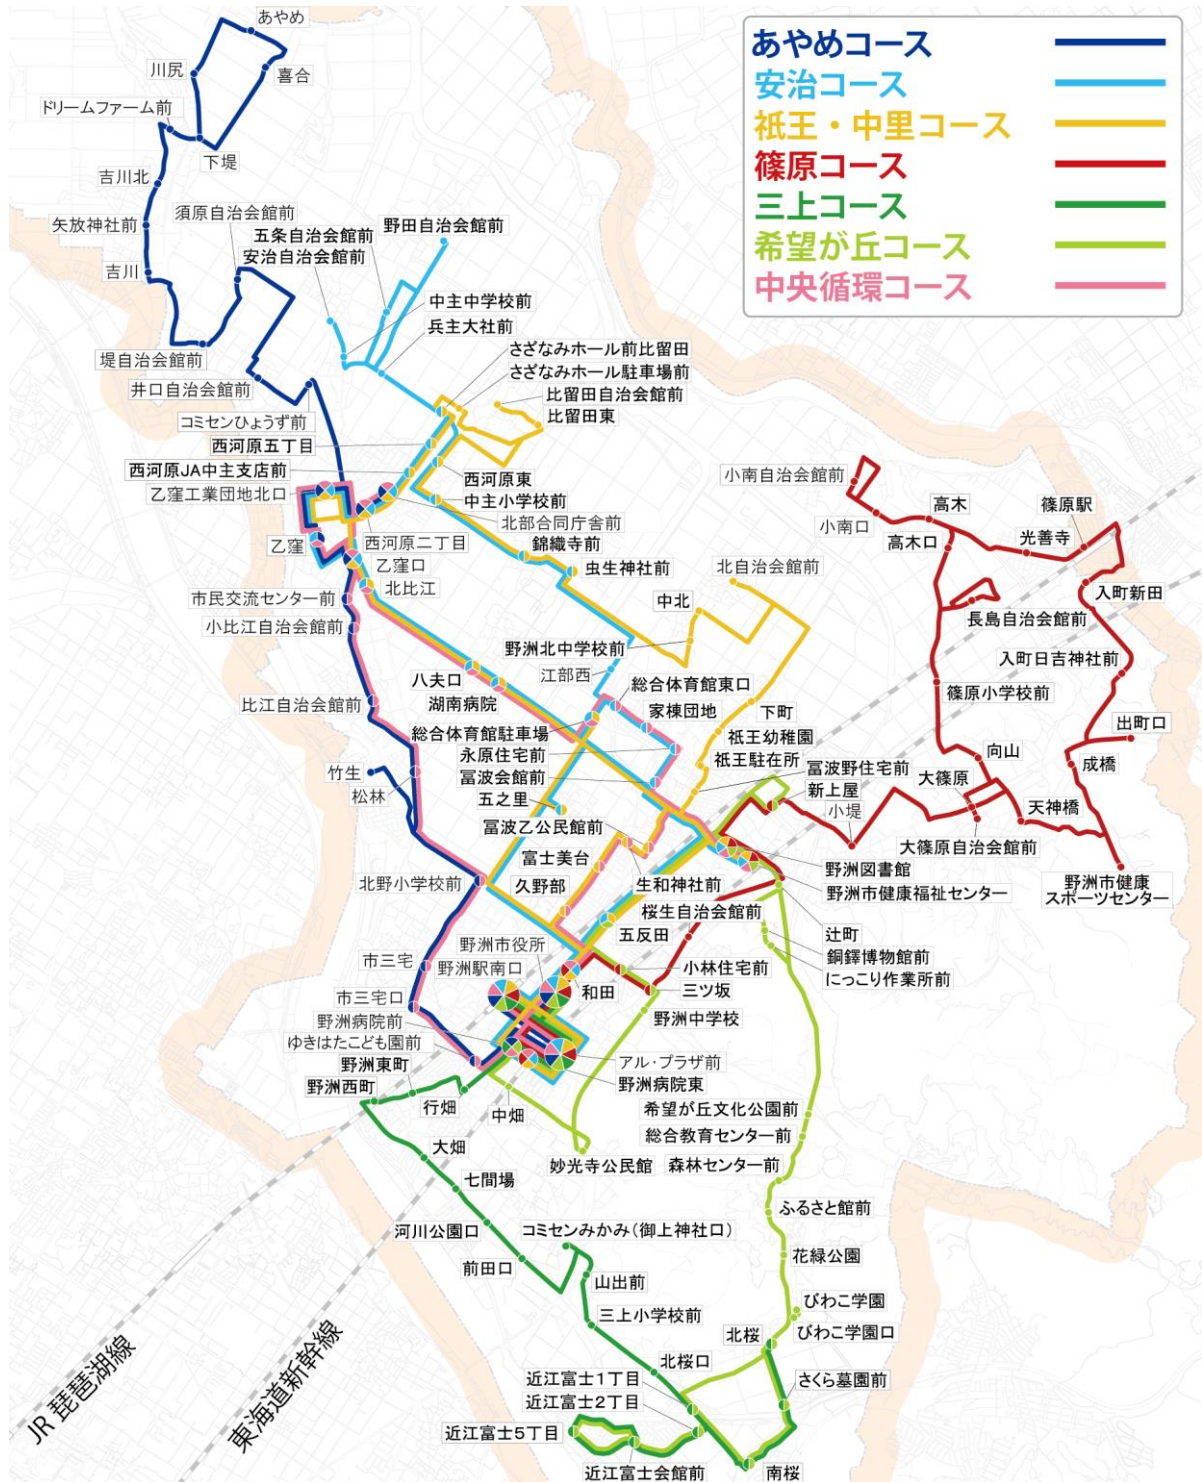 あやめコース
安治コース
祇王・中里コース
篠原コース
三上コース
希望が丘コース
中央循環コース
あやめ
川尻
喜合
ドリームファーム前
下堤
吉川北
須原自治会館前
矢放神社前
五条自治会館前
野田自治会館前
安治自治会館前
吉川
中主中学校前
兵主大社前
堤自治会館前
さざなみホール前比留田
さざなみホール駐車場前
井口自治会館前
比留田自治会館前
コミセンひょうず前
比留田東
西河原五丁目
西河原JA中主支店前
西河原東
乙窪工業団地北口
中主小学校前
北部合同庁舎前
乙窪
西河原二丁目
錦織寺前
乙窪口
虫生神社前
北比江
市民交流センター前
小比江自治会館前
北自治会館前
中北
野洲北中学校前
江部西
八夫口
湖南病院
総合体育館東口
比江自治会館前
家棟団地
下町
総合体育館駐車場
永原住宅前
祇王幼稚園
祇王駐在所
冨波会館前
竹生
松林
五之里
冨波野住宅前
新上屋
冨波乙公民館前
小堤
富士美台
北野小学校前
久野部
生和神社前
野洲図書館
野洲市健康福祉センター
桜生自治会館前
辻町
五反田
銅鐸博物館前
にっこり作業所前
野洲市役所
市三宅
野洲駅南口
小林住宅前
和田
三ツ坂
市三宅口
野洲中学校
野洲病院前
ゆきはたこども園前
アル・プラザ前
野洲東町
野洲病院東
野洲西町
行畑
中畑
希望が丘文化公園前
総合教育センター前
大畑
妙光寺公民館
森林センター前
七間場
ふるさと館前
河川公園口
コミセンみかみ(御上神社口)
前田口
花緑公園
山出前
びわこ学園
三上小学校前
びわこ学園口
北桜
北桜口
近江富士1丁目
さくら墓園前
近江富士2丁目
近江富士5丁目
近江富士会館前
南桜
小南自治会館前
小南口
高木
篠原駅
高木口
光善寺
入町新田
長島自治会館前
入町日吉神社前
篠原小学校前
出町口
向山
成橋
大篠原
天神橋
大篠原自治会館前
野洲市健康
スポーツセンター
JR 琵琶湖線
東海道新幹線